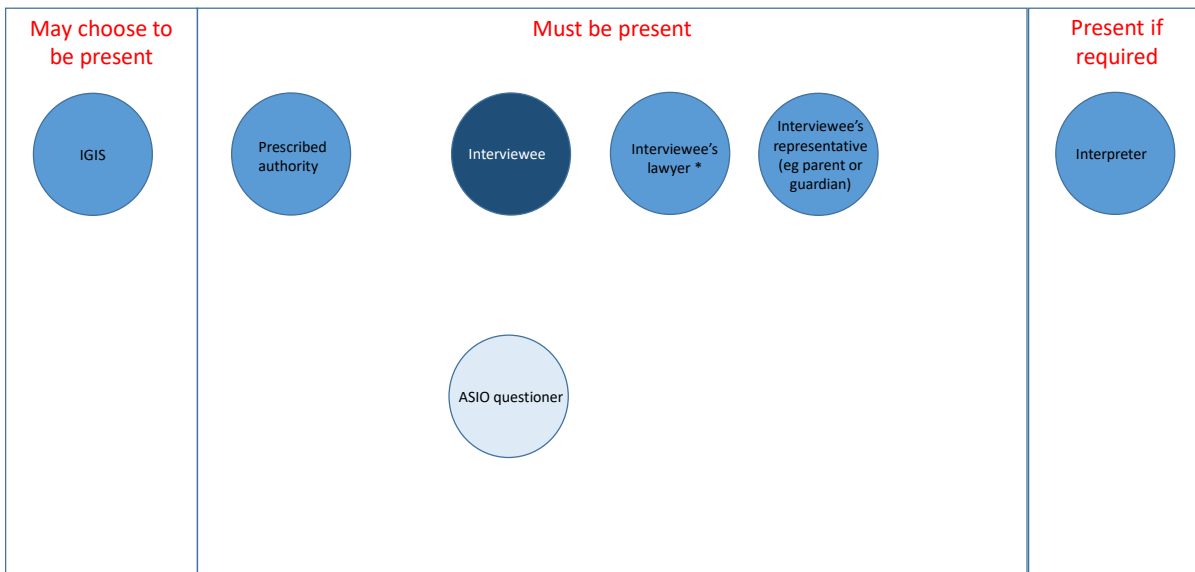 May choose to
be present
Must be present
Present if
required
IGIS
Prescribed
authority
Interviewee
Interviewee’s
lawyer *
Interviewee’s
representative
(eg parent or
guardian)
Interpreter
ASIO questioner